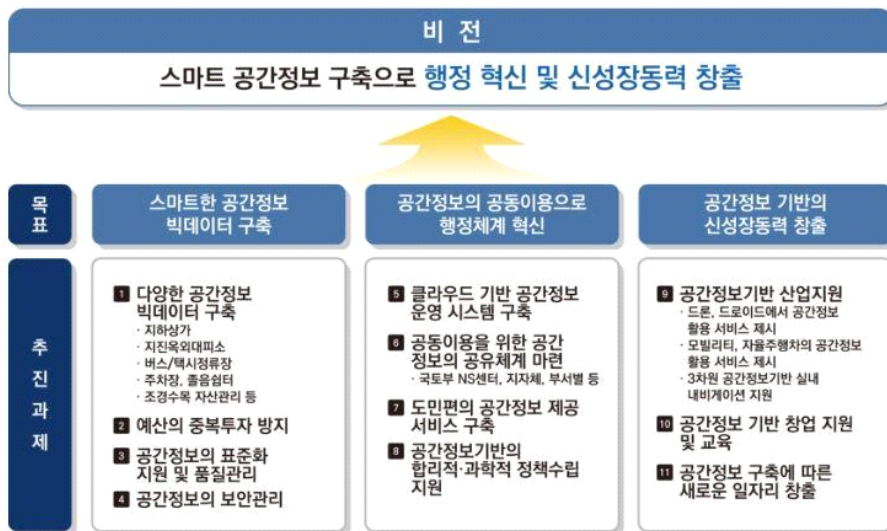 비 전
스마트 공간정보 구축으로 행정 혁신 및 신성장동력 창출
목
표
스마트한 공간정보
빅데이터 구축
공간정보의 공동이용으로
행정체계 혁신
공간정보 기반의
신성장동력 창출
추
진
과
제
1 다양한 공간정보
빅데이터 구축
· 지하상가
· 지진옥외대피소
· 버스/택시정류장
· 주차장, 졸음쉼터
· 조경수목 자산관리 등
2 예산의 중복투자 방지
3 공간정보의 표준화
지원 및 품질관리
4 공간정보의 보안관리
5 클라우드 기반 공간정보
운영 시스템 구축
6 공동이용을 위한 공간
정보의 공유체계 마련
· 국토부 NS센터, 지자체, 부서별 등
7 도민편의 공간정보 제공
서비스 구축
8 공간정보기반의
합리적·과학적 정책수립
지원
9 공간정보기반 산업지원
· 드론, 드로이드에서 공간정보
활용 서비스 제시
· 모빌리티, 자율주행차의 공간정보
활용 서비스 제시
· 3차원 공간정보기반 실내
내비게이션 지원
10 공간정보 기반 창업 지원
및 교육
11 공간정보 구축에 따른
새로운 일자리 창출